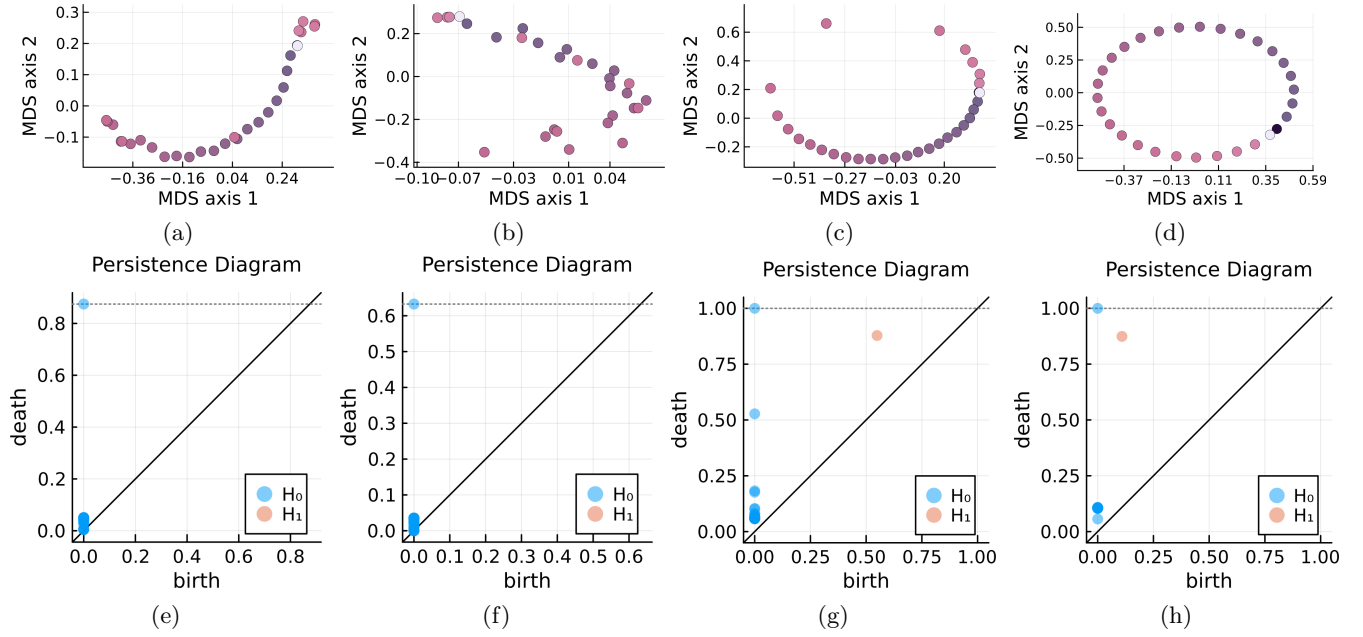 0.3
0.2
0.1
0.0
−0.1
MDS axis 2
−0.36 −0.16 0.04 0.24
MDS axis 1
(a)
0.2
0.0
−0.2
−0.4
MDS axis 2
−0.10 −0.07 −0.03 0.01 0.04
MDS axis 1
(b)
0.6
0.4
0.2
0.0
−0.2
MDS axis 2
−0.51 −0.27 −0.03 0.20
MDS axis 1
(c)
0.50
0.25
0.00
−0.25
−0.50
MDS axis 2
−0.37 −0.13 0.11 0.35 0.59
MDS axis 1
(d)
Persistence Diagram
0.8
0.6
0.4
0.2
0.0
death
H₀
H₁
0.0 0.2 0.4 0.6 0.8
birth
(e)
Persistence Diagram
0.6
0.5
0.4
0.3
0.2
0.1
0.0
death
H₀
H₁
0.0 0.1 0.2 0.3 0.4 0.5 0.6
birth
(f)
Persistence Diagram
1.00
0.75
0.50
0.25
0.00
death
H₀
H₁
0.00 0.25 0.50 0.75 1.00
birth
(g)
Persistence Diagram
1.00
0.75
0.50
0.25
0.00
death
H₀
H₁
0.00 0.25 0.50 0.75 1.00
birth
(h)